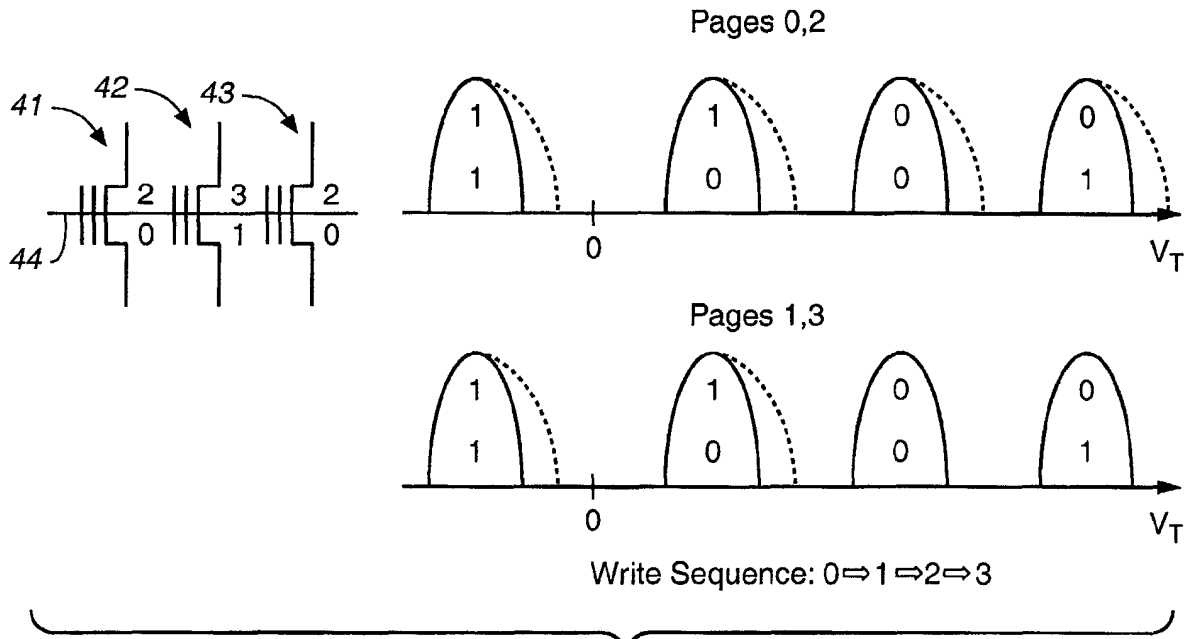 Pages 0,2
41 42 43
2 3 2
0 1 0
44
1 1 0 0
1 0 0 1
0 V_T
Pages 1,3
1 1 0 0
1 0 0 1
0 V_T
Write Sequence: 0⇨1⇨2⇨3